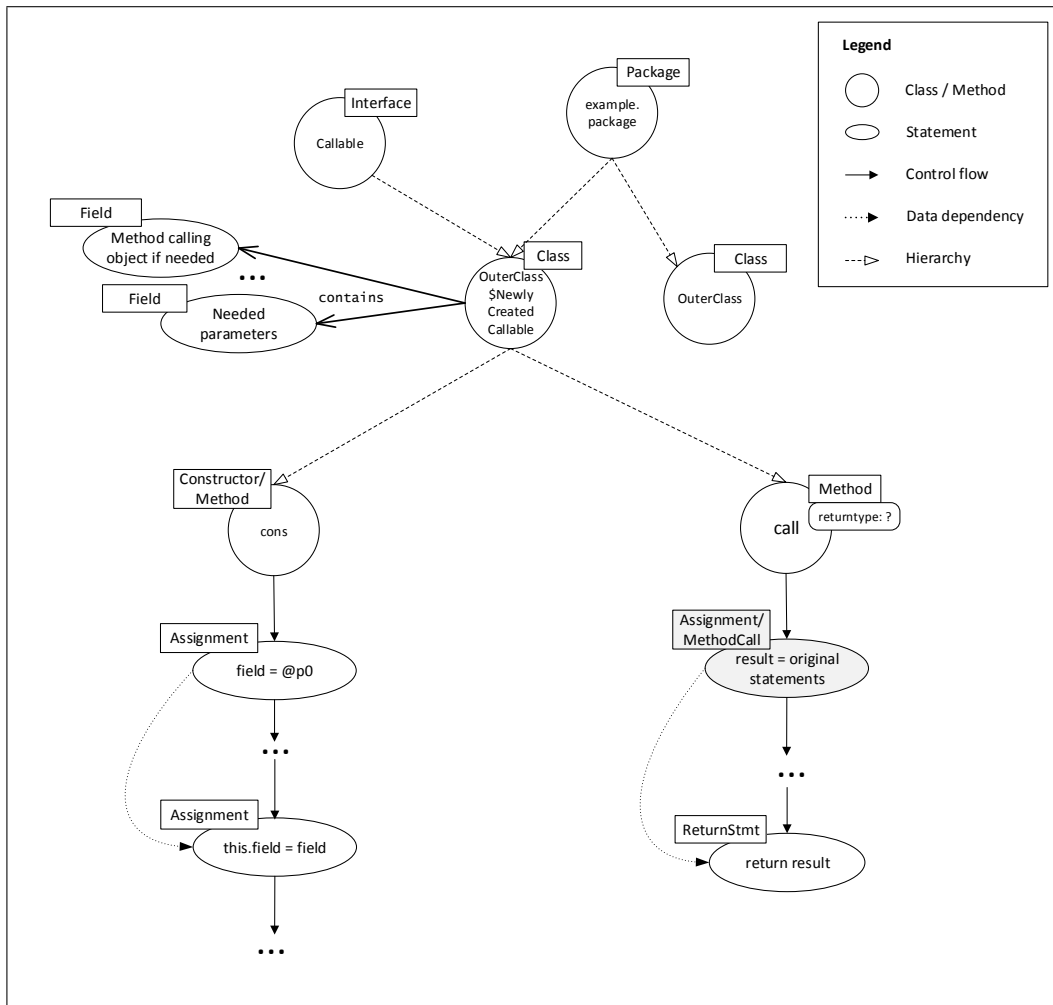 Legend
Class / Method
Statement
Control flow
Data dependency
Hierarchy
Package
example.
package
Interface
Callable
Field
Method calling
object if needed
...
Field
Needed
parameters
contains
Class
OuterClass
$Newly
Created
Callable
Class
OuterClass
Constructor/
Method
cons
Method
returntype: ?
call
Assignment
field = @p0
...
Assignment
this.field = field
...
Assignment/
MethodCall
result = original
statements
...
ReturnStmt
return result